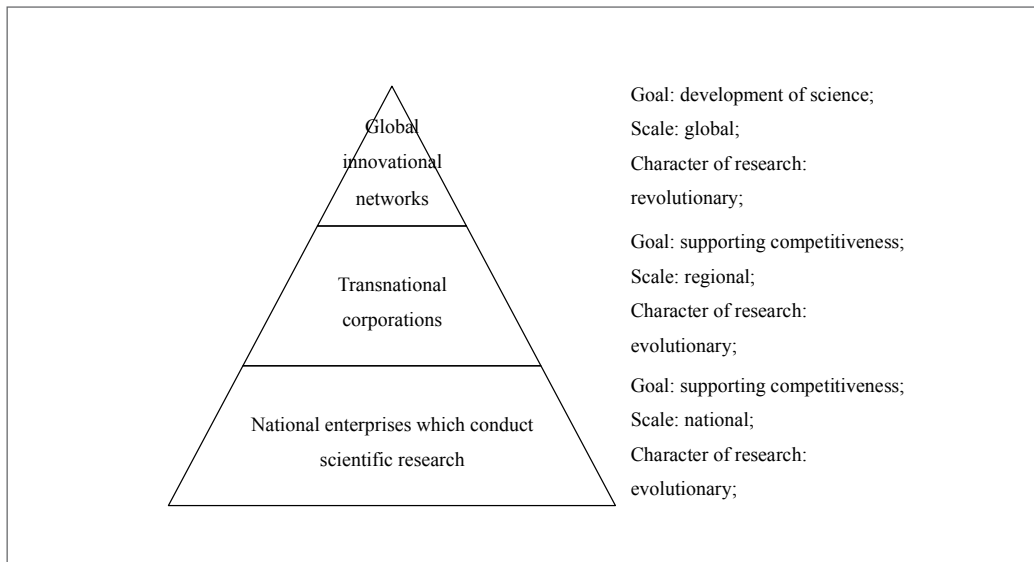 Global
innovational
networks
Goal: development of science;
Scale: global;
Character of research:
revolutionary;
Transnational
corporations
Goal: supporting competitiveness;
Scale: regional;
Character of research:
evolutionary;
National enterprises which conduct
scientific research
Goal: supporting competitiveness;
Scale: national;
Character of research:
evolutionary;